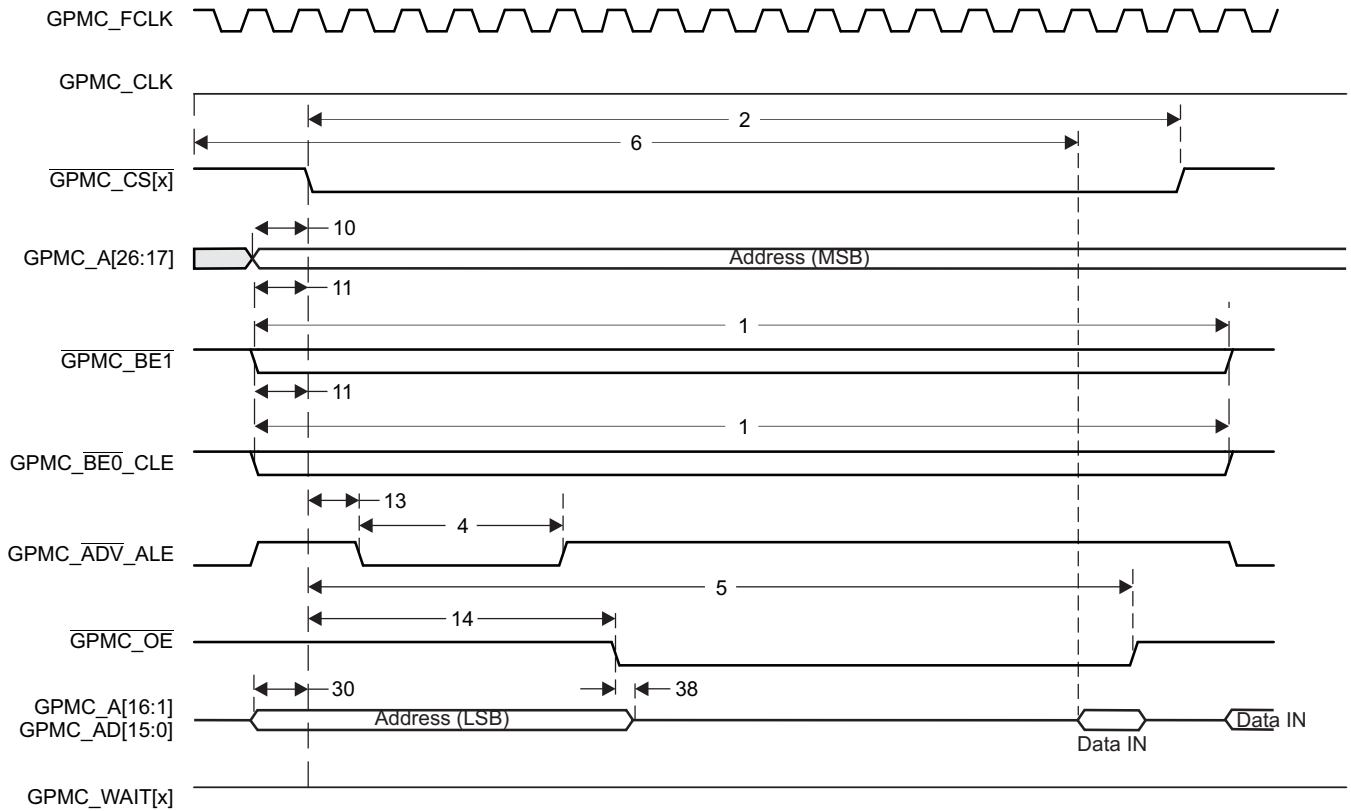 GPMC_FCLK
GPMC_CLK
2
6
GPMC_CS[x]
10
GPMC_A[26:17]
Address (MSB)
11
1
GPMC_BE1
11
1
GPMC_BE0_CLE
13
4
GPMC_ADV_ALE
5
14
GPMC_OE
30
38
GPMC_A[16:1]
GPMC_AD[15:0]
Address (LSB)
Data IN
Data IN
GPMC_WAIT[x]